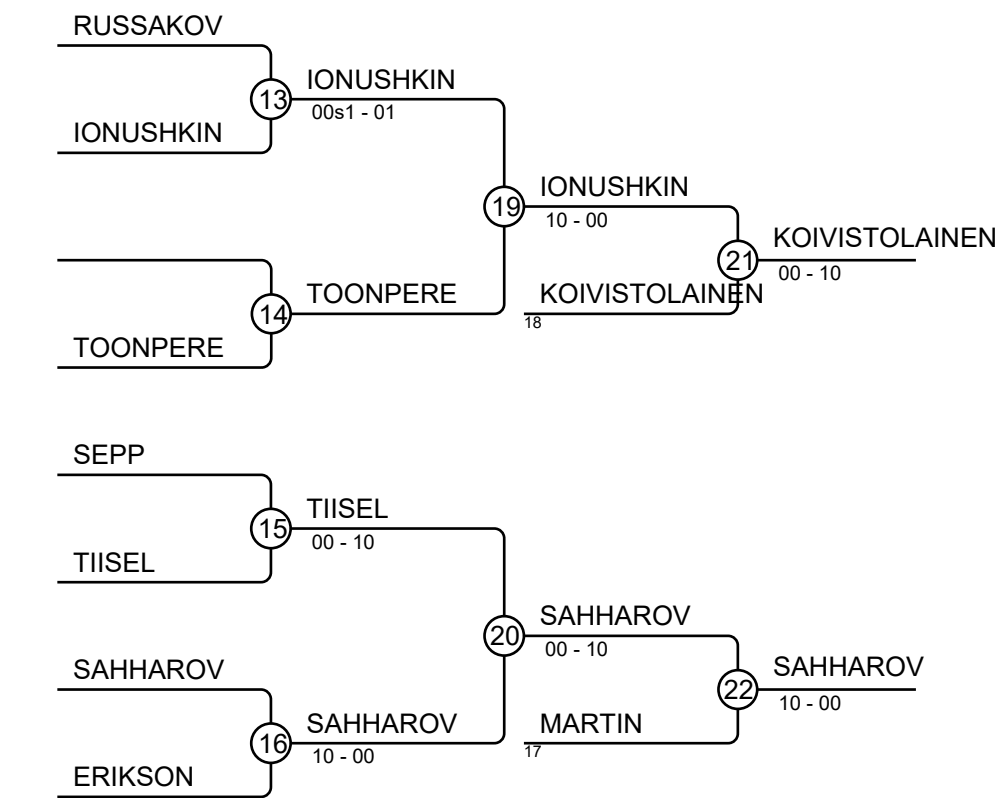 RUSSAKOV
IONUSHKIN
13
00s1 - 01
IONUSHKIN
IONUSHKIN
19
10 - 00
KOIVISTOLAINEN
21
00 - 10
TOONPERE
KOIVISTOLAINEN
14
18
TOONPERE
SEPP
TIISEL
15
00 - 10
TIISEL
SAHHAROV
20
00 - 10
SAHHAROV
SAHHAROV
22
10 - 00
SAHHAROV
MARTIN
16
17
10 - 00
ERIKSON